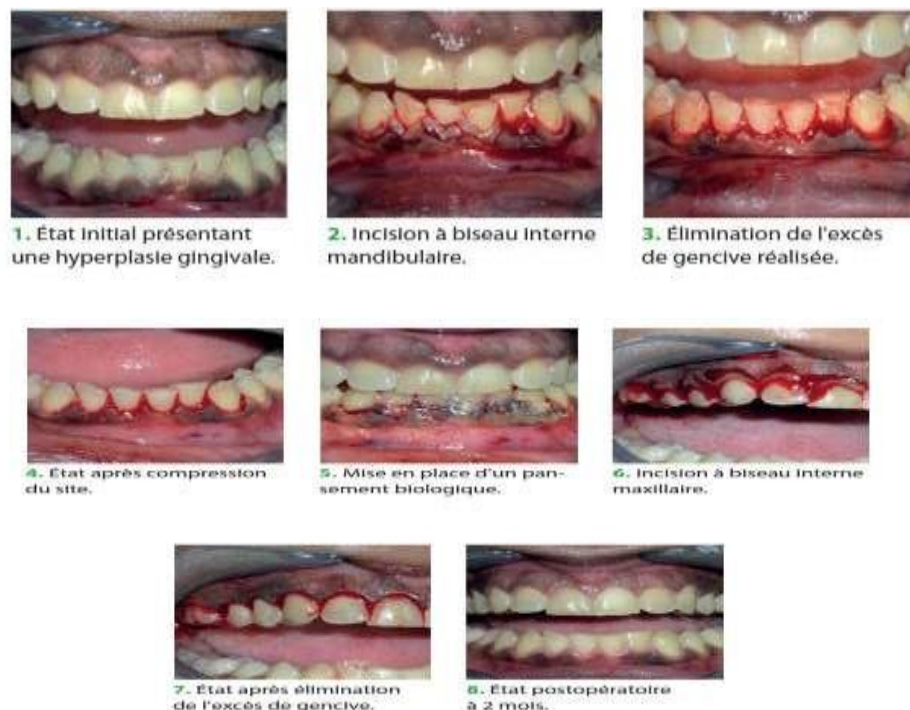 1. État initial présentant
une hyperplasie gingivale.
2. Incision à biseau interne
mandibulaire.
3. Élimination de l'excès
de gencive réalisée.
4. État après compression
du site.
5. Mise en place d'un pan-
sement biologique.
6. Incision à biseau interne
maxillaire.
7. État après élimination
de l'excès de gencive.
8. État postopératoire
à 2 mois.